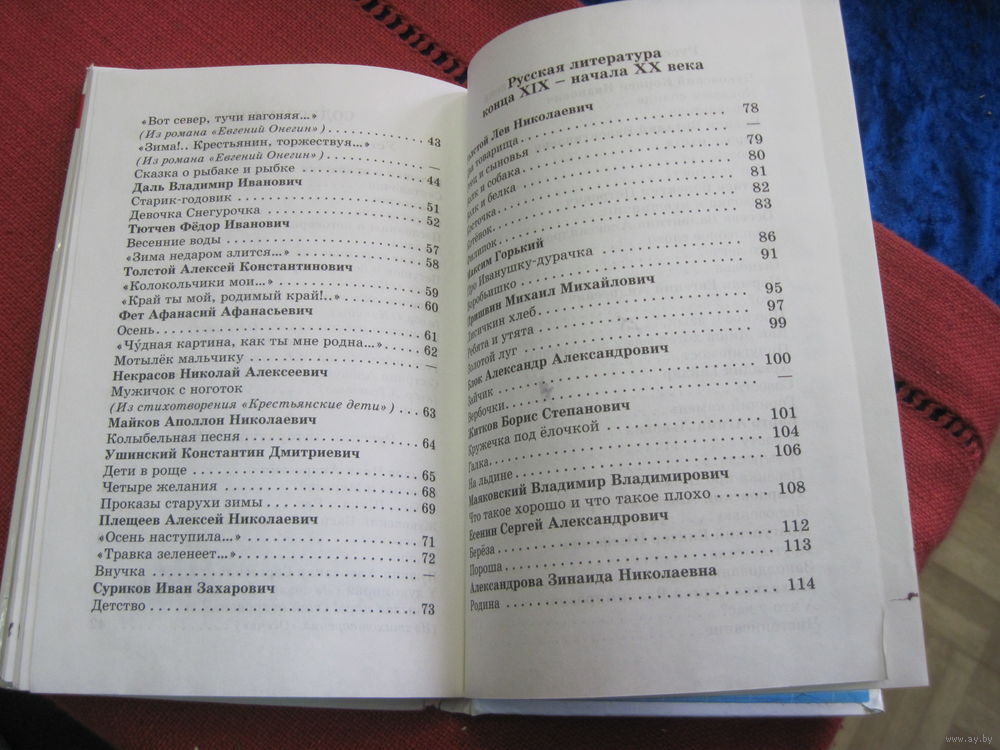 «Вот север, тучи нагоняя...»
(Из романа «Евгений Онегин») . . . . . . . . . . . . 43
«Зима!.. Крестьянин, торжествуя...»
(Из романа «Евгений Онегин») . . . . . . . . . . . . —
Сказка о рыбаке и рыбке . . . . . . . . . . . . 44
Даль Владимир Иванович
Старик-годовик . . . . . . . . . . . . 51
Девочка Снегурочка . . . . . . . . . . . . 52
Тютчев Фёдор Иванович
Весенние воды . . . . . . . . . . . . 57
«Зима недаром злится...» . . . . . . . . . . . . 58
Толстой Алексей Константинович
«Колокольчики мои...» . . . . . . . . . . . . 59
«Край ты мой, родимый край!..» . . . . . . . . . . . . 60
Фет Афанасий Афанасьевич
Осень . . . . . . . . . . . . 61
«Чу́дная картина, как ты мне родна...» . . . . . . . . 62
Мотылёк мальчику . . . . . . . . . . . . —
Некрасов Николай Алексеевич
Мужичок с ноготок
(Из стихотворения «Крестьянские дети») . . . . 63
Майков Аполлон Николаевич
Колыбельная песня . . . . . . . . . . . . 64
Ушинский Константин Дмитриевич
Дети в роще . . . . . . . . . . . . 65
Четыре желания . . . . . . . . . . . . 68
Проказы старухи зимы . . . . . . . . . . . . 69
Плещеев Алексей Николаевич
«Осень наступила...» . . . . . . . . . . . . 71
«Травка зеленеет...» . . . . . . . . . . . . 72
Внучка . . . . . . . . . . . . —
Суриков Иван Захарович
Детство . . . . . . . . . . . . 73
Русская литература
конца XIX – начала XX века
Толстой Лев Николаевич
товарища . . . . . . . . . . . . 78
и сыновья . . . . . . . . . . . . —
и собака . . . . . . . . . . . . 79
и белка . . . . . . . . . . . . 80
. . . . . . . . . . . . 81
Котёнок . . . . . . . . . . . . 82
Филипок . . . . . . . . . . . . 83
Максим Горький
Про Иванушку-дурачка . . . . . . . . . . . . 86
Воробьишко . . . . . . . . . . . . 91
Пришвин Михаил Михайлович
Лисичкин хлеб . . . . . . . . . . . . 95
Ребята и утята . . . . . . . . . . . . 97
Золотой луг . . . . . . . . . . . . 99
Блок Александр Александрович
Зайчик . . . . . . . . . . . . 100
Вербочки . . . . . . . . . . . . —
Житков Борис Степанович
Кружечка под ёлочкой . . . . . . . . . . . . 101
Галка . . . . . . . . . . . . 104
На льдине . . . . . . . . . . . . 106
Маяковский Владимир Владимирович
Что такое хорошо и что такое плохо . . . . . . . . 108
Есенин Сергей Александрович
Берёза . . . . . . . . . . . . 112
Пороша . . . . . . . . . . . . 113
Александрова Зинаида Николаевна
Родина . . . . . . . . . . . . 114
www.ay.by